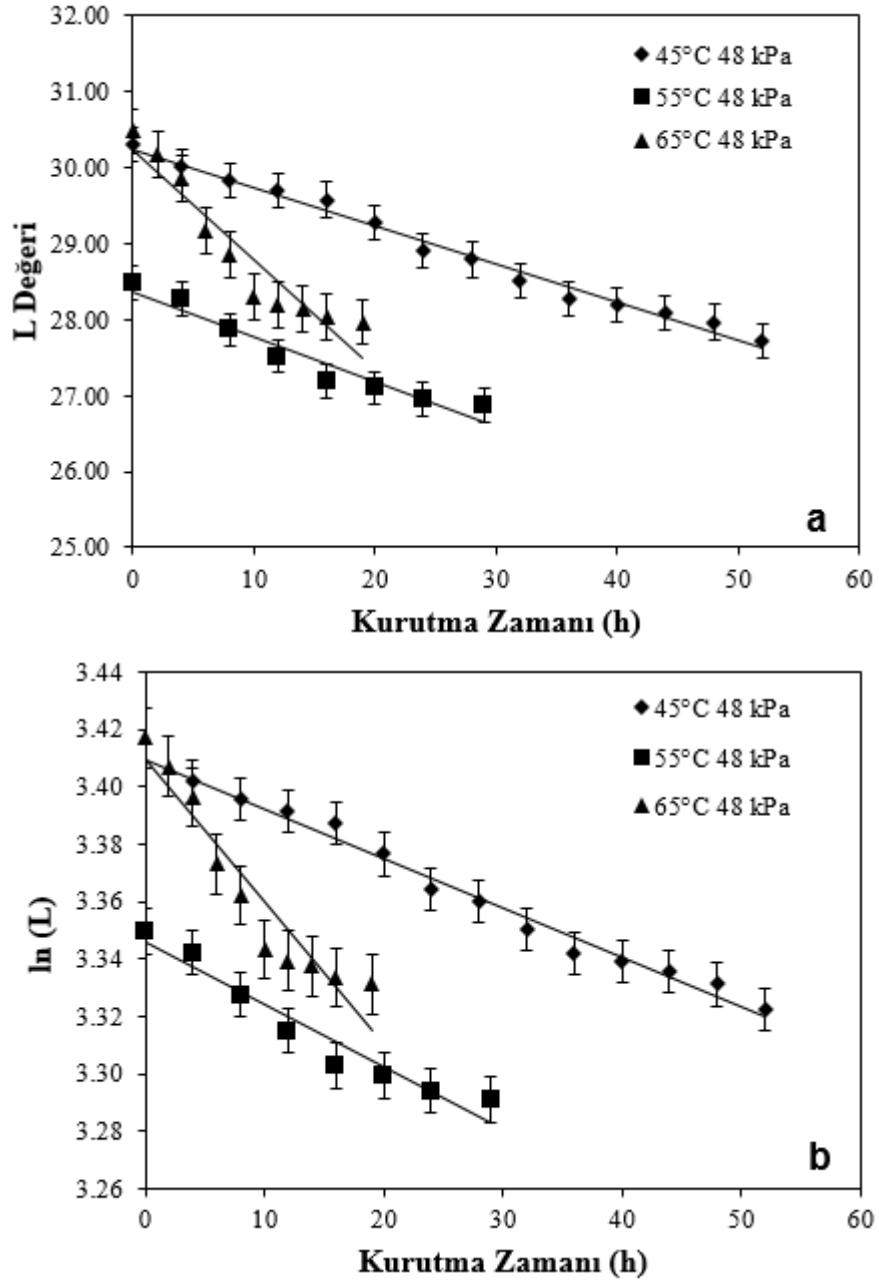 32.00
31.00
30.00
29.00
28.00
27.00
26.00
25.00
L Değeri
45°C 48 kPa
55°C 48 kPa
65°C 48 kPa
a
0 10 20 30 40 50 60
Kurutma Zamanı (h)
3.44
3.42
3.40
3.38
3.36
3.34
3.32
3.30
3.28
3.26
ln (L)
45°C 48 kPa
55°C 48 kPa
65°C 48 kPa
b
0 10 20 30 40 50 60
Kurutma Zamanı (h)